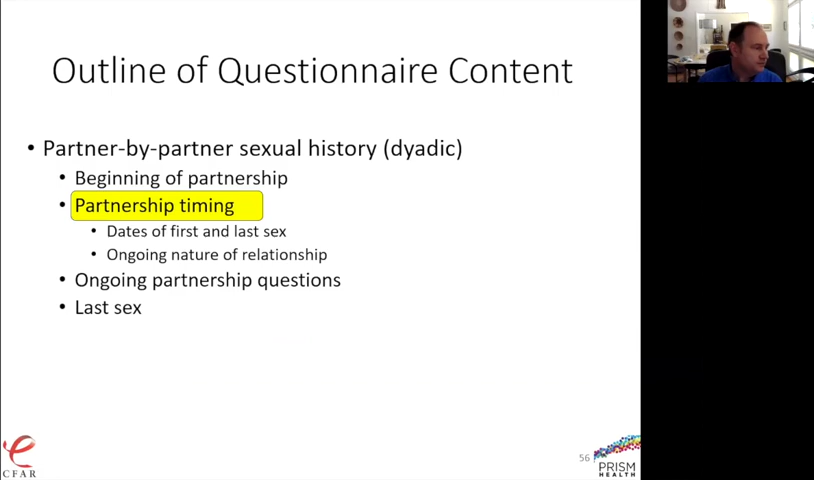 Outline of Questionnaire Content
• Partner-by-partner sexual history (dyadic)
• Beginning of partnership
• Partnership timing
• Dates of first and last sex
• Ongoing nature of relationship
• Ongoing partnership questions
• Last sex
CFAR
56
PRISM
HEALTH